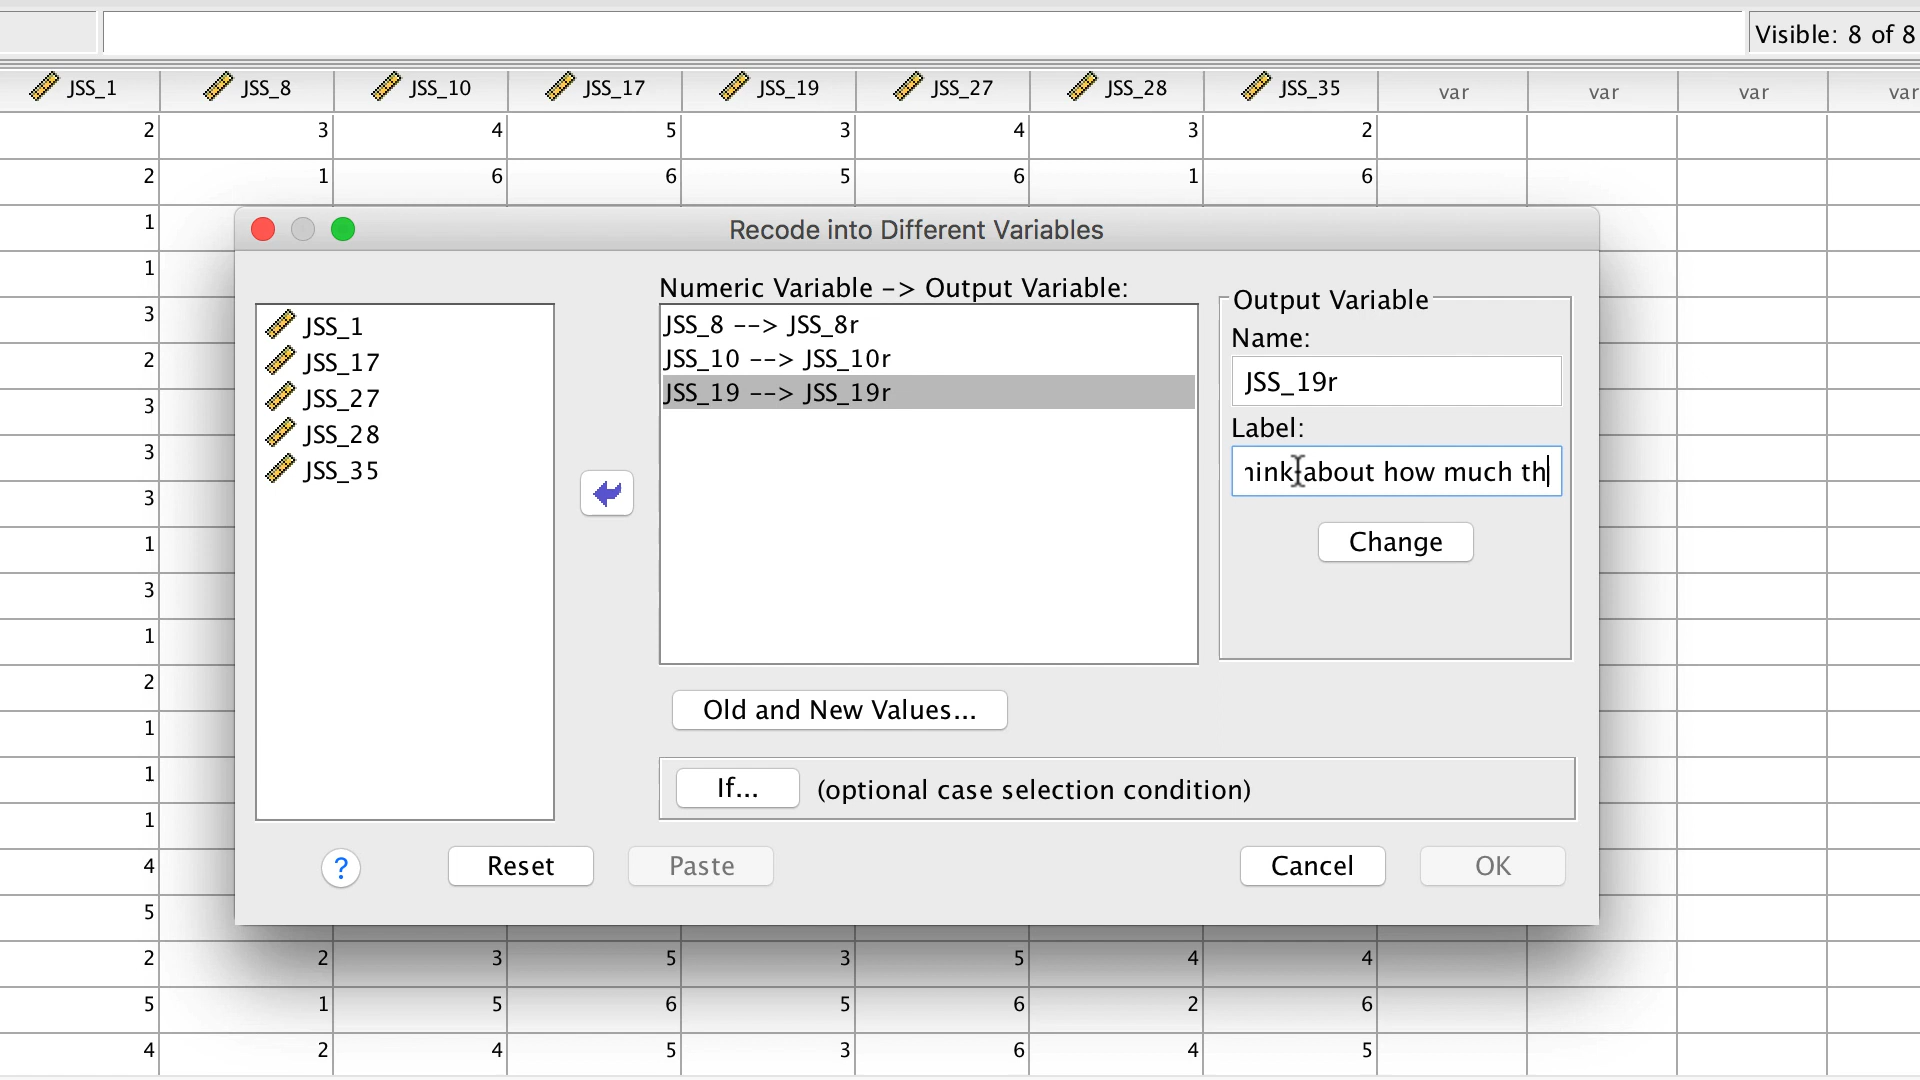 Visible: 8 of 8
JSS_1 JSS_8 JSS_10 JSS_17 JSS_19 JSS_27 JSS_28 JSS_35 var var var var
2 3 4 5 3 4 3 2
2 1 6 6 5 6 1 6
1
Recode into Different Variables
1
Numeric Variable -> Output Variable:
Output Variable
3
JSS_1
JSS_8 --> JSS_8r
Name:
2
JSS_17
JSS_10 --> JSS_10r
JSS_19r
3
JSS_27
JSS_19 --> JSS_19r
Label:
3
JSS_28
JSS_35
about how much th
3
1
Change
3
1
2
1
Old and New Values...
1
If... (optional case selection condition)
1
4
? Reset Paste Cancel OK
5
2 2 3 5 3 5 4 4
5 1 5 6 5 6 2 6
4 2 4 5 3 6 4 5